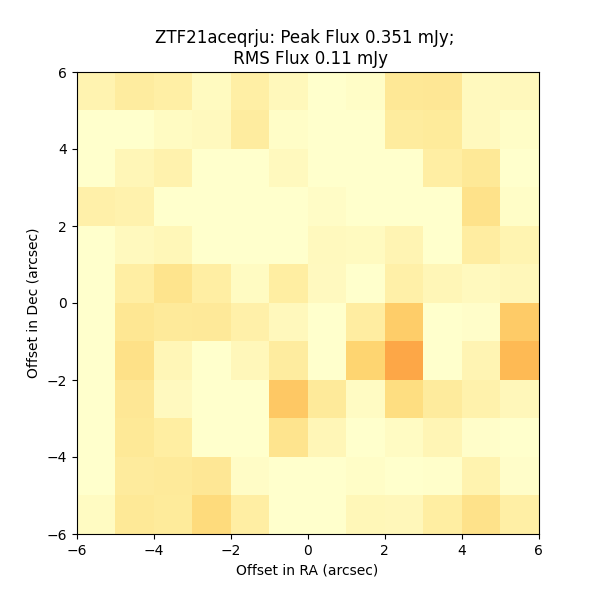 ZTF21aceqrju: Peak Flux 0.351 mJy;
RMS Flux 0.11 mJy
6
4
2
0
−2
−4
−6
Offset in Dec (arcsec)
−6 −4 −2 0 2 4 6
Offset in RA (arcsec)